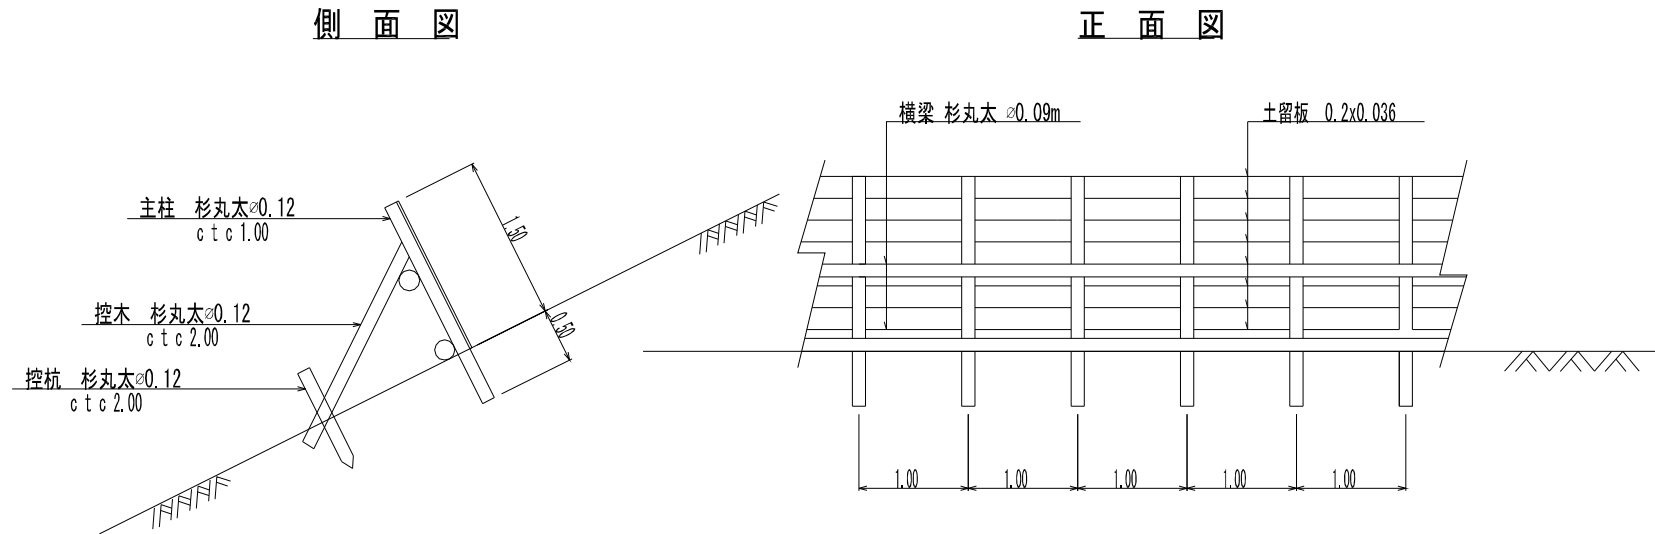 側 面 図
正 面 図
横梁 杉丸太 ⌀0.09m
土留板 0.2x0.036
主柱 杉丸太⌀0.12
ctc1.00
1.50
控木 杉丸太⌀0.12
ctc2.00
0.50
控杭 杉丸太⌀0.12
ctc2.00
1.00
1.00
1.00
1.00
1.00